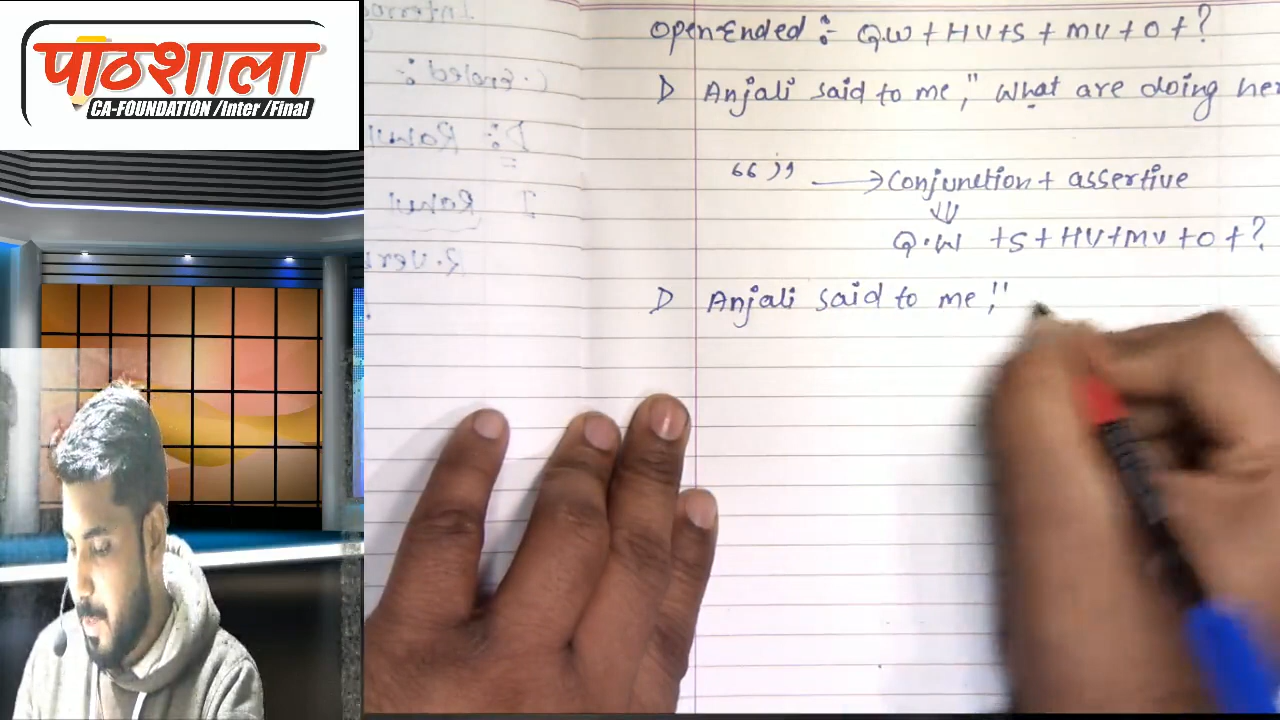 पाठशाला
CA-FOUNDATION /Inter /Final
Open-Ended :- Q.W + HV + S + MV + O + ?
D Anjali said to me," What are doing her
“ ” → Conjunction + assertive
⇓
Q.W + S + HV + MV + O + ?
D Anjali said to me,"